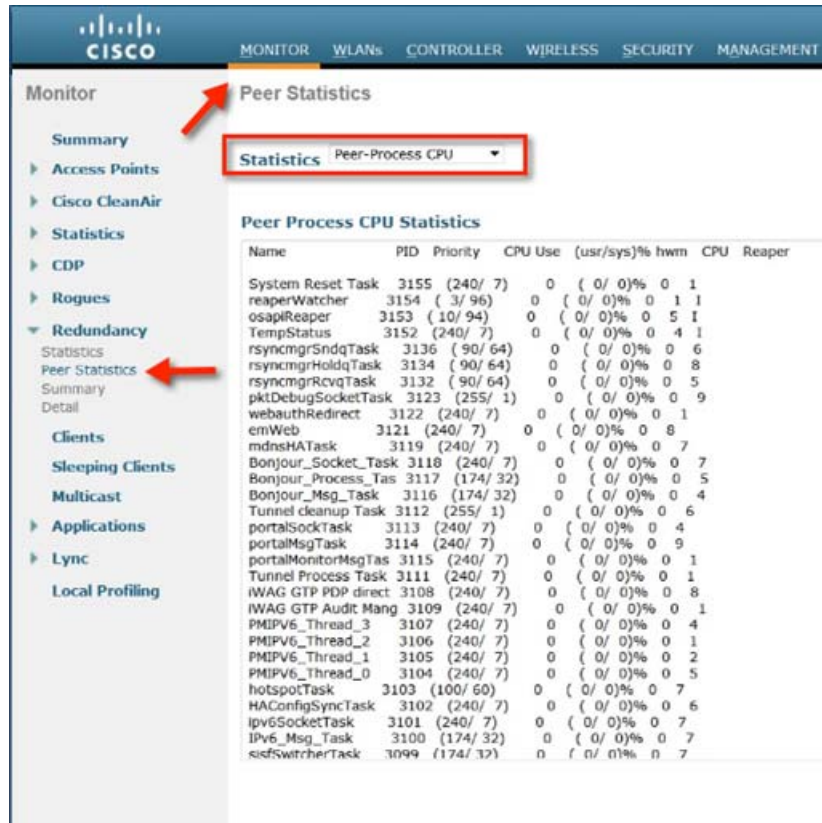 CISCO
MONITOR WLANs CONTROLLER WIRELESS SECURITY MANAGEMENT
Monitor
Summary
Access Points
Cisco CleanAir
Statistics
CDP
Rogues
Redundancy
Statistics
Peer Statistics
Summary
Detail
Clients
Sleeping Clients
Multicast
Applications
Lync
Local Profiling
Peer Statistics
Statistics Peer-Process CPU
Peer Process CPU Statistics
Name PID Priority CPU Use (usr/sys)% hwm CPU Reaper
System Reset Task 3155 (240/ 7) 0 ( 0/ 0)% 0 1
reaperWatcher 3154 ( 3/ 96) 0 ( 0/ 0)% 0 1 I
osapiReaper 3153 ( 10/ 94) 0 ( 0/ 0)% 0 5 I
TempStatus 3152 (240/ 7) 0 ( 0/ 0)% 0 4 I
rsyncmgrSndqTask 3136 ( 90/ 64) 0 ( 0/ 0)% 0 6
rsyncmgrHoldqTask 3134 ( 90/ 64) 0 ( 0/ 0)% 0 8
rsyncmgrRcvqTask 3132 ( 90/ 64) 0 ( 0/ 0)% 0 5
pktDebugSocketTask 3123 (255/ 1) 0 ( 0/ 0)% 0 9
webauthRedirect 3122 (240/ 7) 0 ( 0/ 0)% 0 1
emWeb 3121 (240/ 7) 0 ( 0/ 0)% 0 8
mdnsHATask 3119 (240/ 7) 0 ( 0/ 0)% 0 7
Bonjour_Socket_Task 3118 (240/ 7) 0 ( 0/ 0)% 0 7
Bonjour_Process_Tas 3117 (174/ 32) 0 ( 0/ 0)% 0 5
Bonjour_Msg_Task 3116 (174/ 32) 0 ( 0/ 0)% 0 4
Tunnel cleanup Task 3112 (255/ 1) 0 ( 0/ 0)% 0 6
portalSockTask 3113 (240/ 7) 0 ( 0/ 0)% 0 4
portalMsgTask 3114 (240/ 7) 0 ( 0/ 0)% 0 9
portalMonitorMsgTas 3115 (240/ 7) 0 ( 0/ 0)% 0 1
Tunnel Process Task 3111 (240/ 7) 0 ( 0/ 0)% 0 1
iWAG GTP PDP direct 3108 (240/ 7) 0 ( 0/ 0)% 0 8
iWAG GTP Audit Mang 3109 (240/ 7) 0 ( 0/ 0)% 0 1
PMIPV6_Thread_3 3107 (240/ 7) 0 ( 0/ 0)% 0 4
PMIPV6_Thread_2 3106 (240/ 7) 0 ( 0/ 0)% 0 1
PMIPV6_Thread_1 3105 (240/ 7) 0 ( 0/ 0)% 0 2
PMIPV6_Thread_0 3104 (240/ 7) 0 ( 0/ 0)% 0 5
hotspotTask 3103 (100/ 60) 0 ( 0/ 0)% 0 7
HAConfigSyncTask 3102 (240/ 7) 0 ( 0/ 0)% 0 6
ipv6SocketTask 3101 (240/ 7) 0 ( 0/ 0)% 0 7
IPv6_Msg_Task 3100 (174/ 32) 0 ( 0/ 0)% 0 7
sisfSwitcherTask 3099 (174/ 32) 0 ( 0/ 0)% 0 7